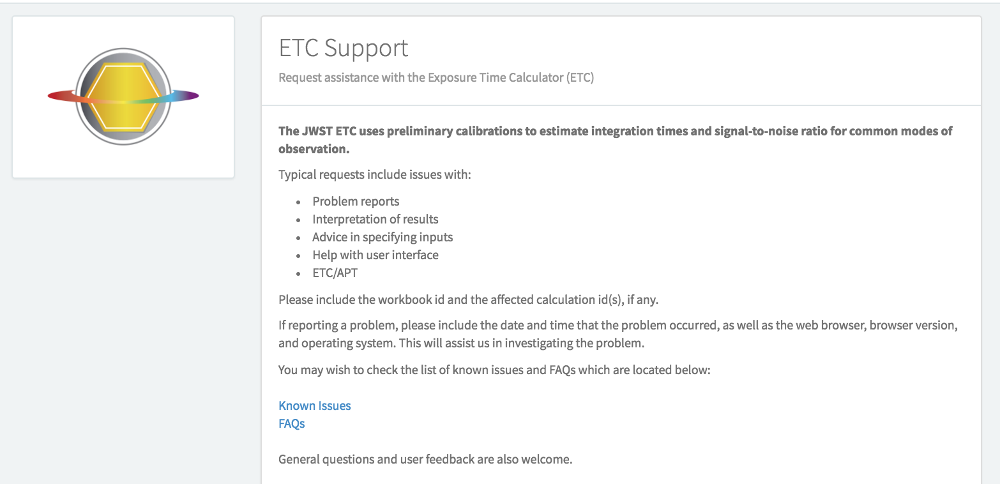 ETC Support
Request assistance with the Exposure Time Calculator (ETC)
The JWST ETC uses preliminary calibrations to estimate integration times and signal-to-noise ratio for common modes of
observation.
Typical requests include issues with:
• Problem reports
• Interpretation of results
• Advice in specifying inputs
• Help with user interface
• ETC/APT
Please include the workbook id and the affected calculation id(s), if any.
If reporting a problem, please include the date and time that the problem occurred, as well as the web browser, browser version,
and operating system. This will assist us in investigating the problem.
You may wish to check the list of known issues and FAQs which are located below:
Known Issues
FAQs
General questions and user feedback are also welcome.